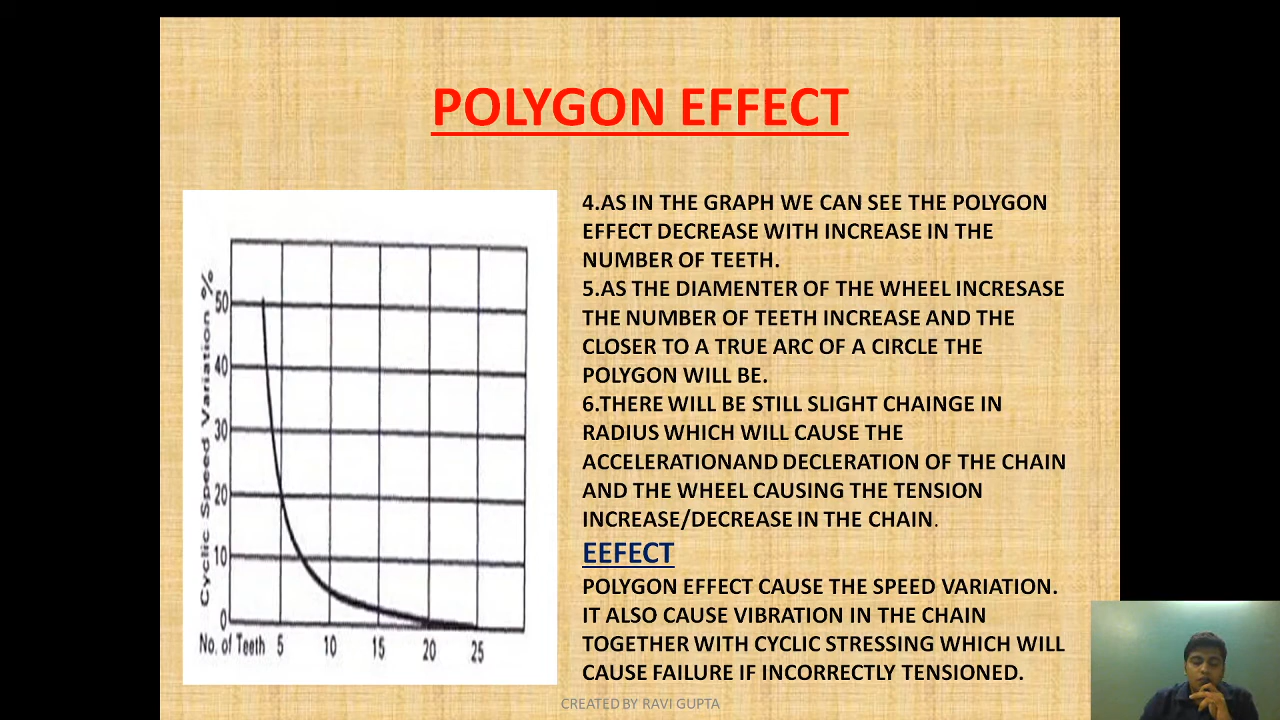 POLYGON EFFECT
Cyclic Speed Variation %
50
40
30
20
10
0
No. of Teeth 5 10 15 20 25
4.AS IN THE GRAPH WE CAN SEE THE POLYGON
EFFECT DECREASE WITH INCREASE IN THE
NUMBER OF TEETH.
5.AS THE DIAMENTER OF THE WHEEL INCRESASE
THE NUMBER OF TEETH INCREASE AND THE
CLOSER TO A TRUE ARC OF A CIRCLE THE
POLYGON WILL BE.
6.THERE WILL BE STILL SLIGHT CHAINGE IN
RADIUS WHICH WILL CAUSE THE
ACCELERATIONAND DECLERATION OF THE CHAIN
AND THE WHEEL CAUSING THE TENSION
INCREASE/DECREASE IN THE CHAIN.
EEFECT
POLYGON EFFECT CAUSE THE SPEED VARIATION.
IT ALSO CAUSE VIBRATION IN THE CHAIN
TOGETHER WITH CYCLIC STRESSING WHICH WILL
CAUSE FAILURE IF INCORRECTLY TENSIONED.
CREATED BY RAVI GUPTA